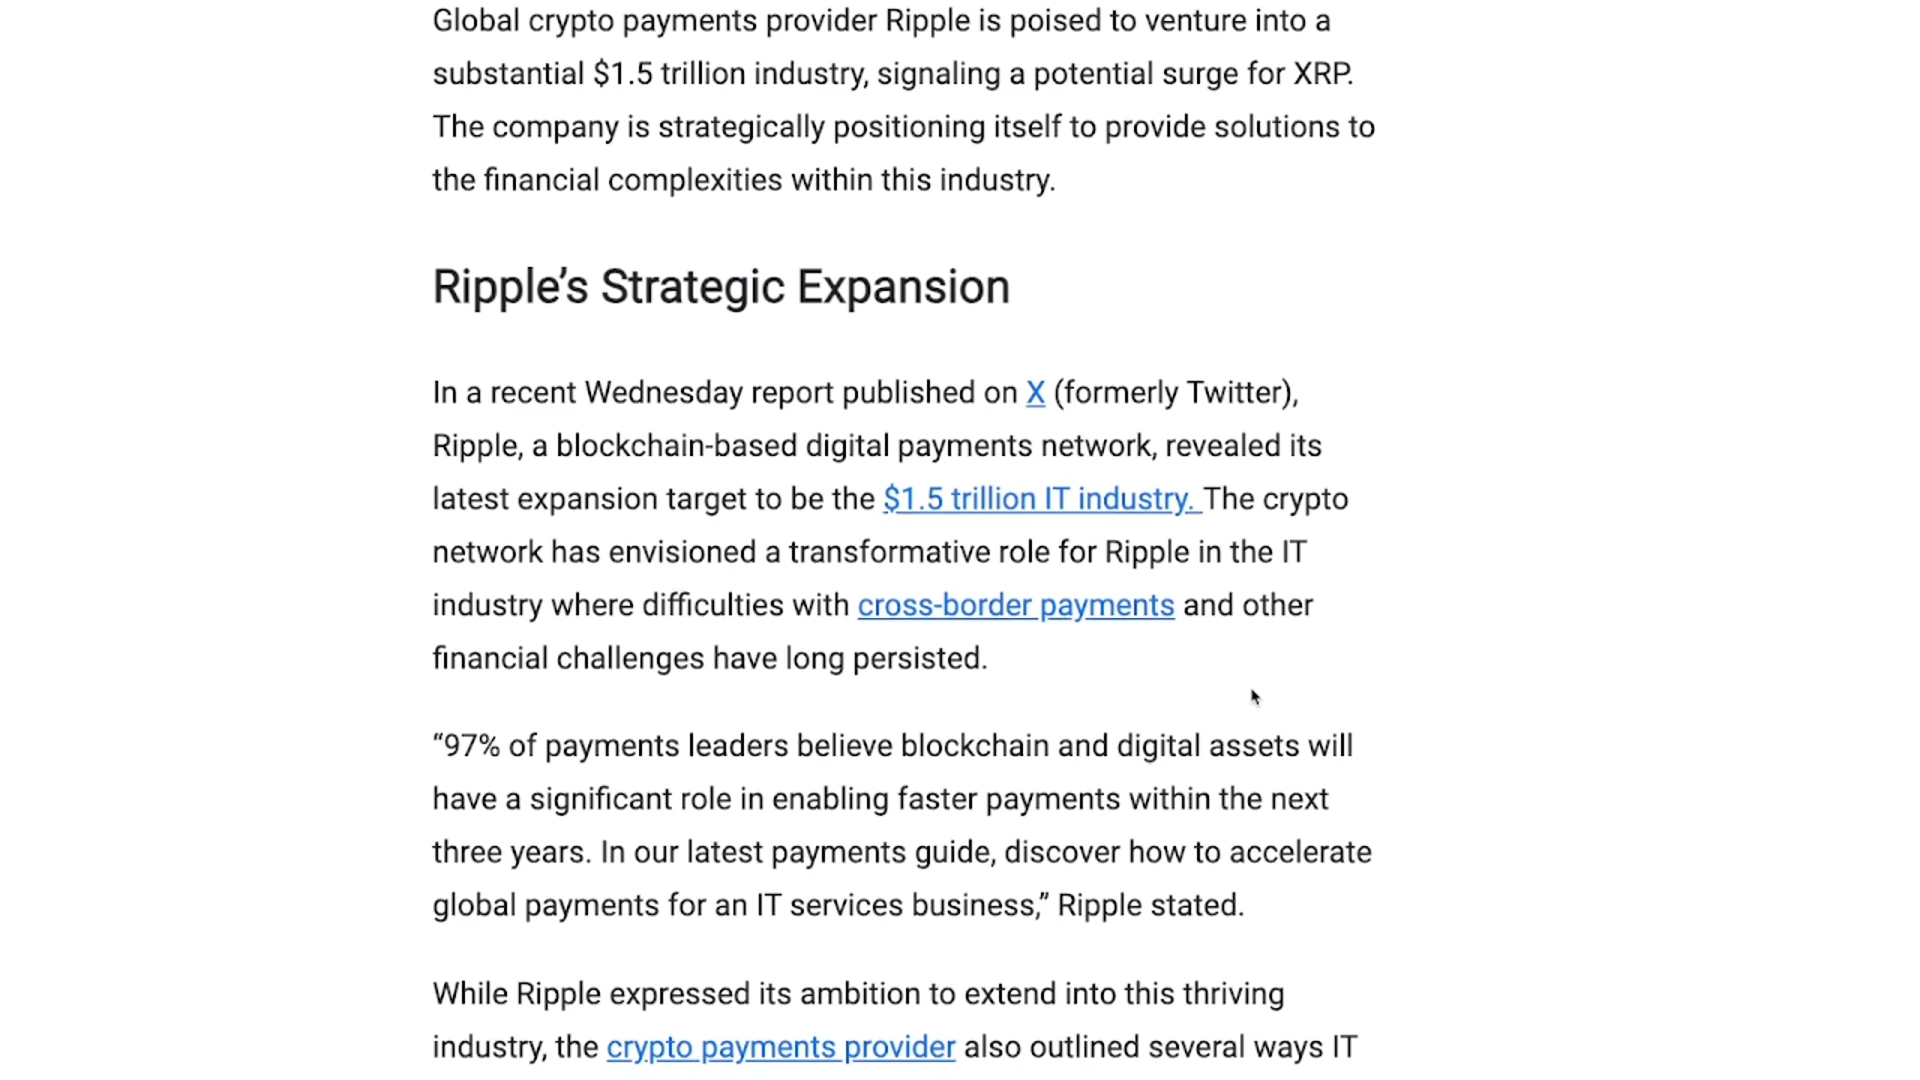 Global crypto payments provider Ripple is poised to venture into a
substantial $1.5 trillion industry, signaling a potential surge for XRP.
The company is strategically positioning itself to provide solutions to
the financial complexities within this industry.
Ripple’s Strategic Expansion
In a recent Wednesday report published on X (formerly Twitter),
Ripple, a blockchain-based digital payments network, revealed its
latest expansion target to be the $1.5 trillion IT industry. The crypto
network has envisioned a transformative role for Ripple in the IT
industry where difficulties with cross-border payments and other
financial challenges have long persisted.
“97% of payments leaders believe blockchain and digital assets will
have a significant role in enabling faster payments within the next
three years. In our latest payments guide, discover how to accelerate
global payments for an IT services business,” Ripple stated.
While Ripple expressed its ambition to extend into this thriving
industry, the crypto payments provider also outlined several ways IT